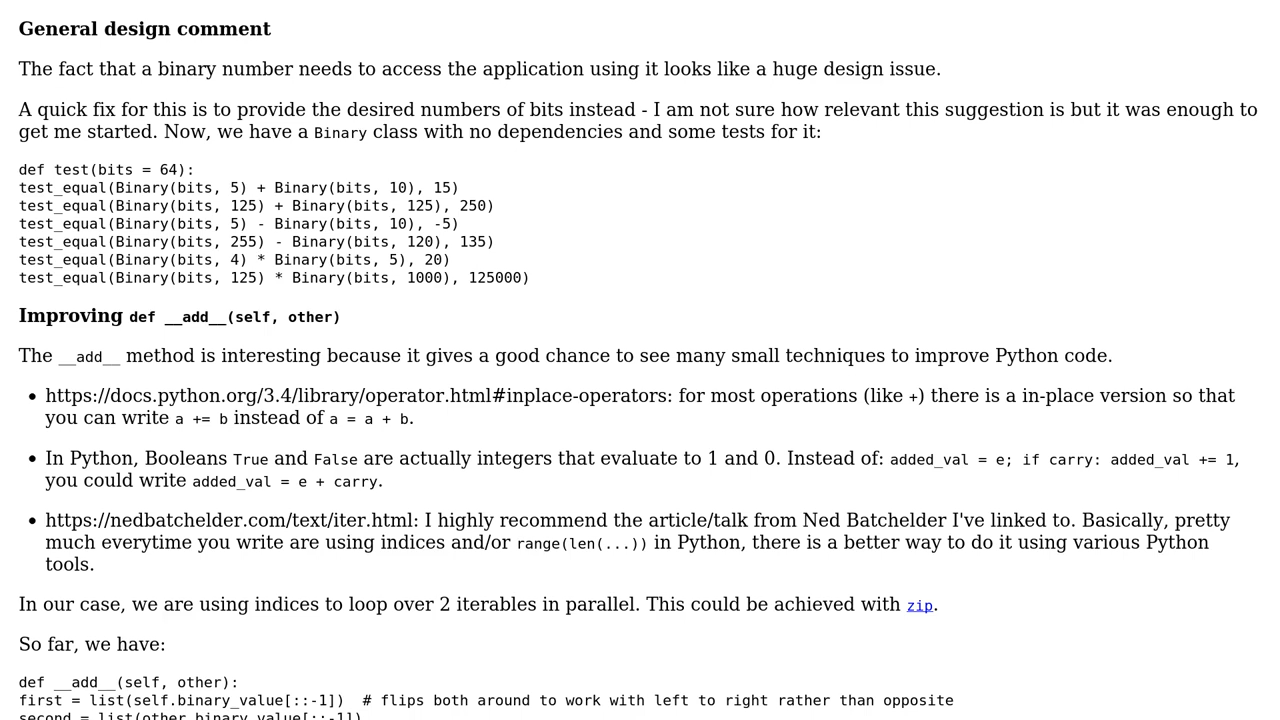 General design comment
The fact that a binary number needs to access the application using it looks like a huge design issue.
A quick fix for this is to provide the desired numbers of bits instead - I am not sure how relevant this suggestion is but it was enough to
get me started. Now, we have a Binary class with no dependencies and some tests for it:
def test(bits = 64):
test_equal(Binary(bits, 5) + Binary(bits, 10), 15)
test_equal(Binary(bits, 125) + Binary(bits, 125), 250)
test_equal(Binary(bits, 5) - Binary(bits, 10), -5)
test_equal(Binary(bits, 255) - Binary(bits, 120), 135)
test_equal(Binary(bits, 4) * Binary(bits, 5), 20)
test_equal(Binary(bits, 125) * Binary(bits, 1000), 125000)
Improving def __add__(self, other)
The __add__ method is interesting because it gives a good chance to see many small techniques to improve Python code.
• https://docs.python.org/3.4/library/operator.html#inplace-operators: for most operations (like +) there is a in-place version so that
you can write a += b instead of a = a + b.
• In Python, Booleans True and False are actually integers that evaluate to 1 and 0. Instead of: added_val = e; if carry: added_val += 1,
you could write added_val = e + carry.
• https://nedbatchelder.com/text/iter.html: I highly recommend the article/talk from Ned Batchelder I've linked to. Basically, pretty
much everytime you write are using indices and/or range(len(...)) in Python, there is a better way to do it using various Python
tools.
In our case, we are using indices to loop over 2 iterables in parallel. This could be achieved with zip.
So far, we have:
def __add__(self, other):
first = list(self.binary_value[::-1])  # flips both around to work with left to right rather than opposite
second = list(other.binary_value[::-1])